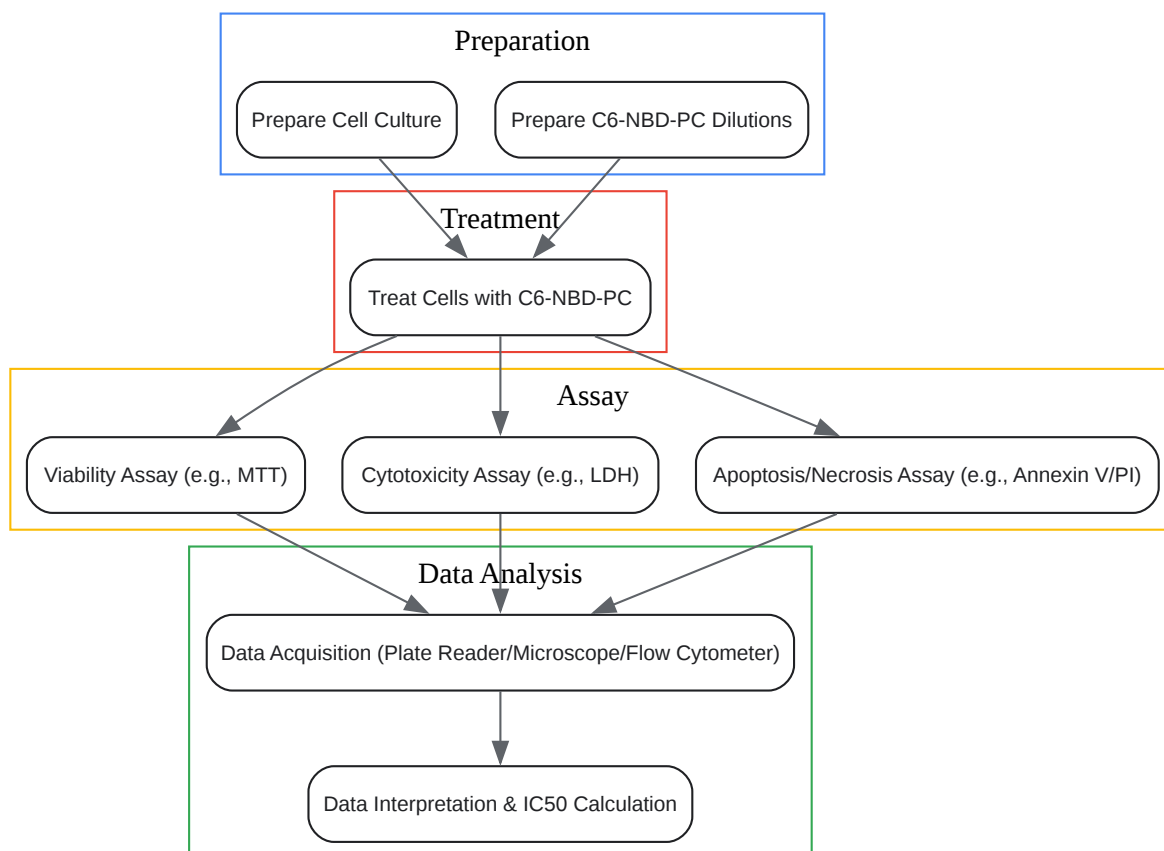 Preparation
Prepare Cell Culture
Prepare C6-NBD-PC Dilutions
Treatment
Treat Cells with C6-NBD-PC
Assay
Viability Assay (e.g., MTT)
Cytotoxicity Assay (e.g., LDH)
Apoptosis/Necrosis Assay (e.g., Annexin V/PI)
Data Analysis
Data Acquisition (Plate Reader/Microscope/Flow Cytometer)
Data Interpretation & IC50 Calculation